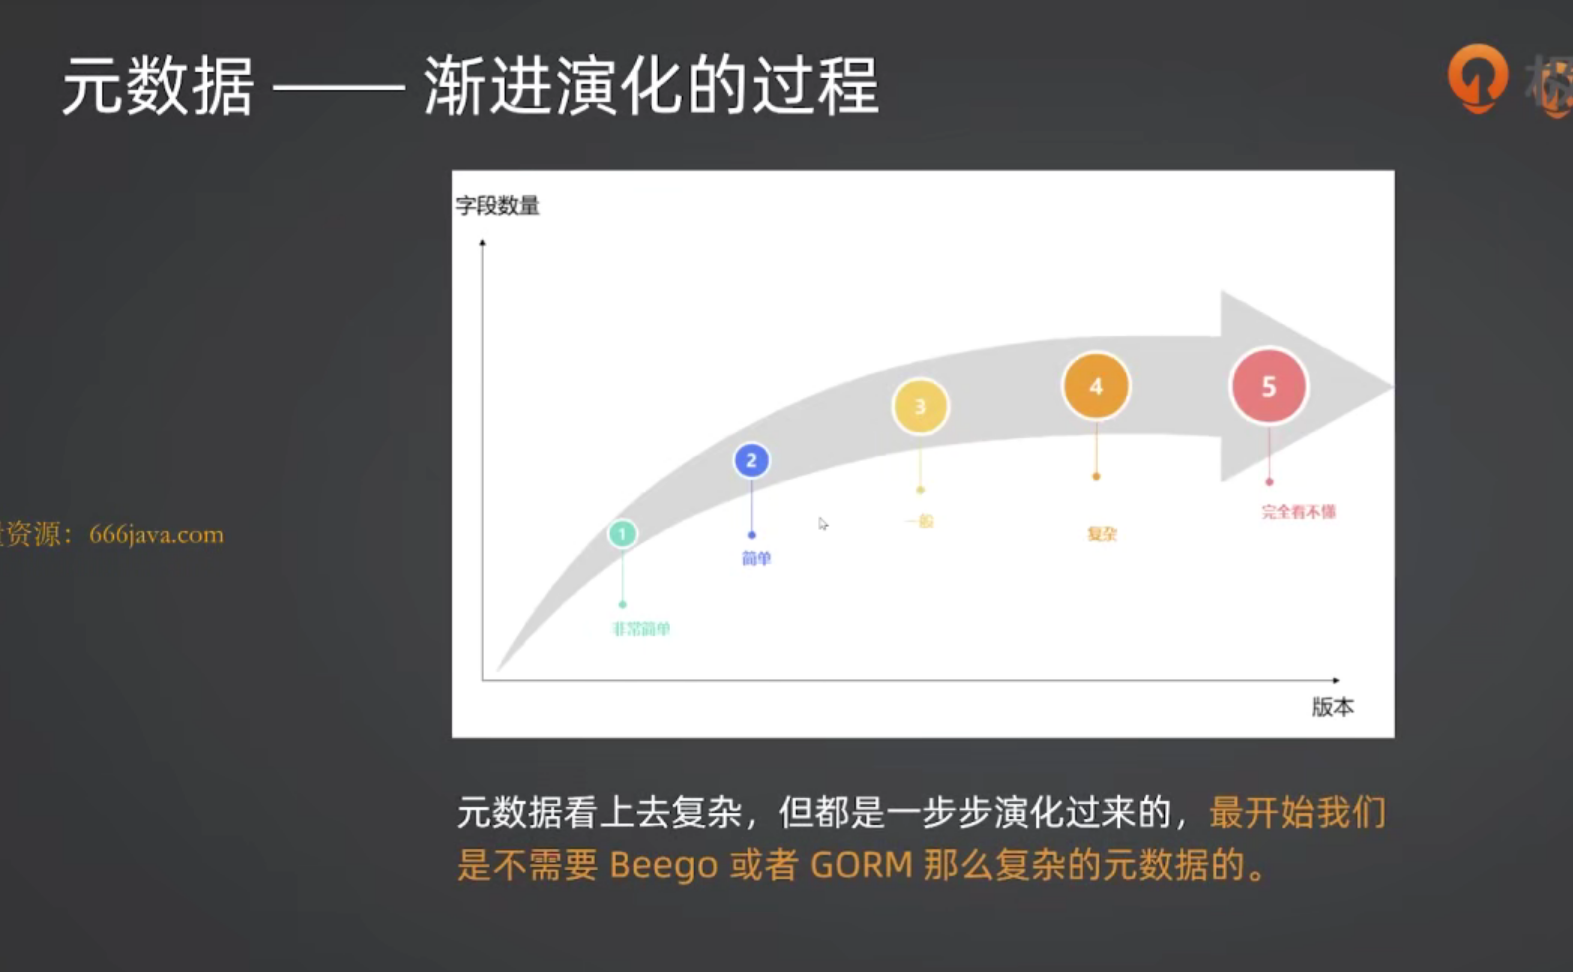 元数据 —— 渐进演化的过程
字段数量
5
4
3
2
1
完全看不懂
一般
复杂
简单
资源：666java.com
非常简单
版本
元数据看上去复杂，但都是一步步演化过来的，最开始我们
是不需要 Beego 或者 GORM 那么复杂的元数据的。